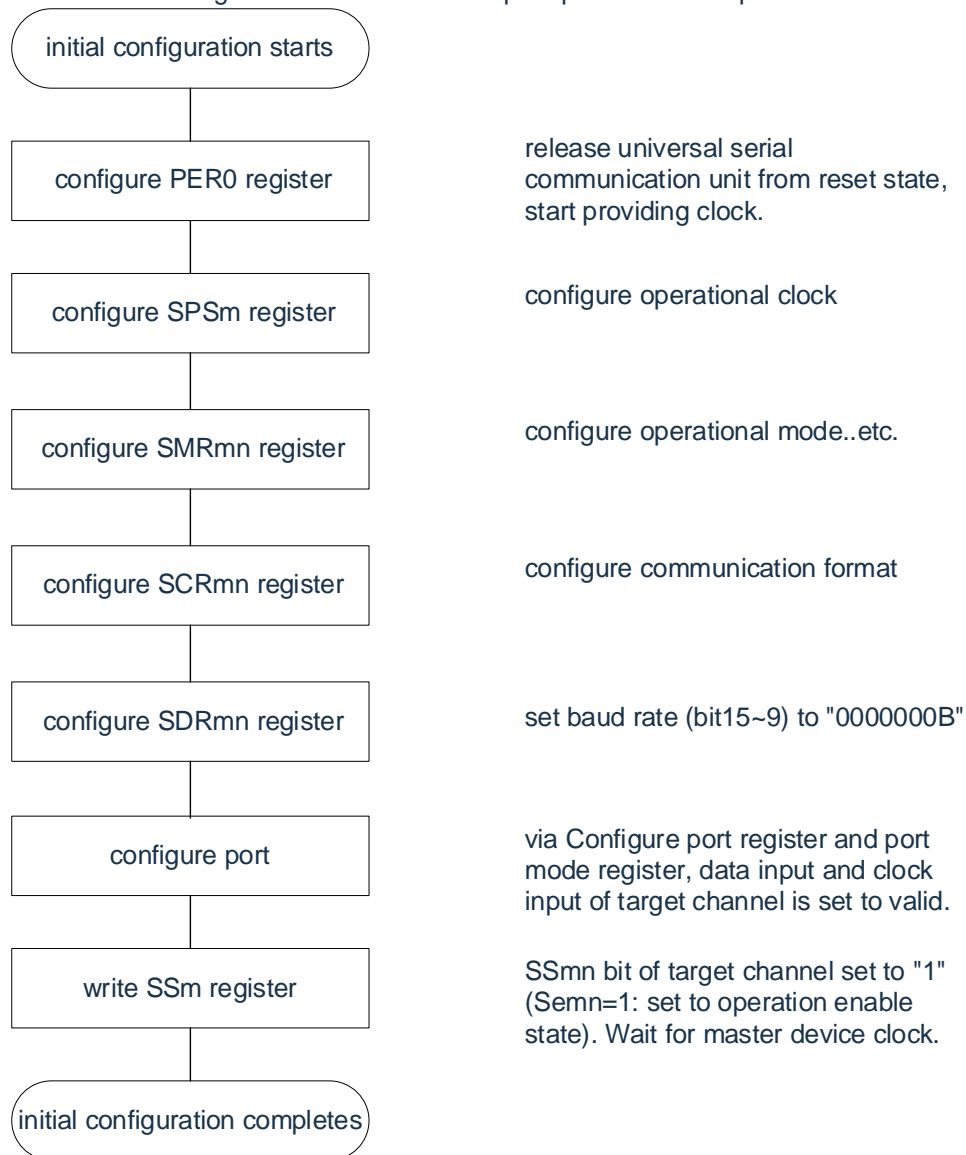 initial configuration starts
configure PER0 register
release universal serial
communication unit from reset state,
start providing clock.
configure SPSm register
configure operational clock
configure SMRmn register
configure operational mode..etc.
configure SCRmn register
configure communication format
configure SDRmn register
set baud rate (bit15~9) to "0000000B"
configure port
via Configure port register and port
mode register, data input and clock
input of target channel is set to valid.
write SSm register
SSmn bit of target channel set to "1"
(Semn=1: set to operation enable
state). Wait for master device clock.
initial configuration completes